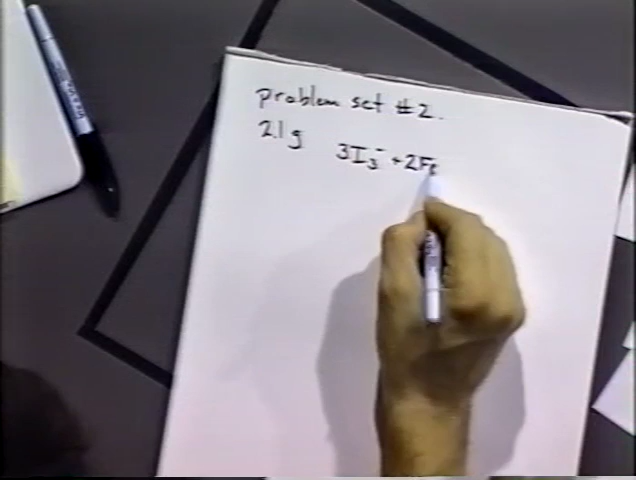 problem set #2.
21g 3I₃⁻ + 2Fe